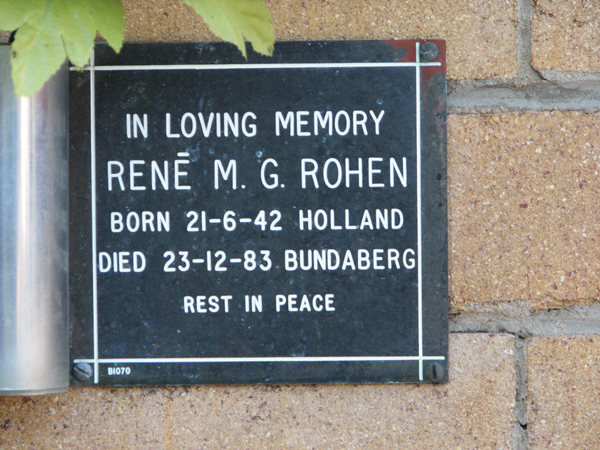 IN LOVING MEMORY
RENĒ M. G. ROHEN
BORN 21-6-42 HOLLAND
DIED 23-12-83 BUNDABERG
REST IN PEACE
B1070